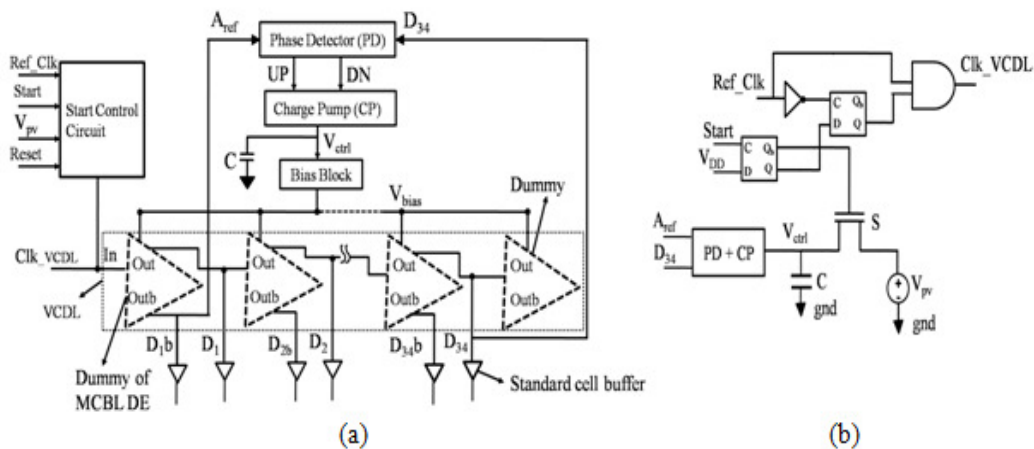 A_ref
D_34
Phase Detector (PD)
UP
DN
Charge Pump (CP)
V_ctrl
C
Bias Block
V_bias
Dummy
Ref_Clk
Start
V_pv
Reset
Start Control
Circuit
Clk_VCDL
In
Out
Outb
Out
Outb
Out
Outb
Out
Outb
VCDL
D_1b
D_1
D_2b
D_2
D_34b
D_34
Dummy of
MCBL DE
Standard cell buffer
(a)
Ref_Clk
Clk_VCDL
C
D
Q_b
Q
Start
V_DD
C
D
Q_b
Q
A_ref
D_34
PD + CP
V_ctrl
S
C
gnd
V_pv
+
-
gnd
(b)